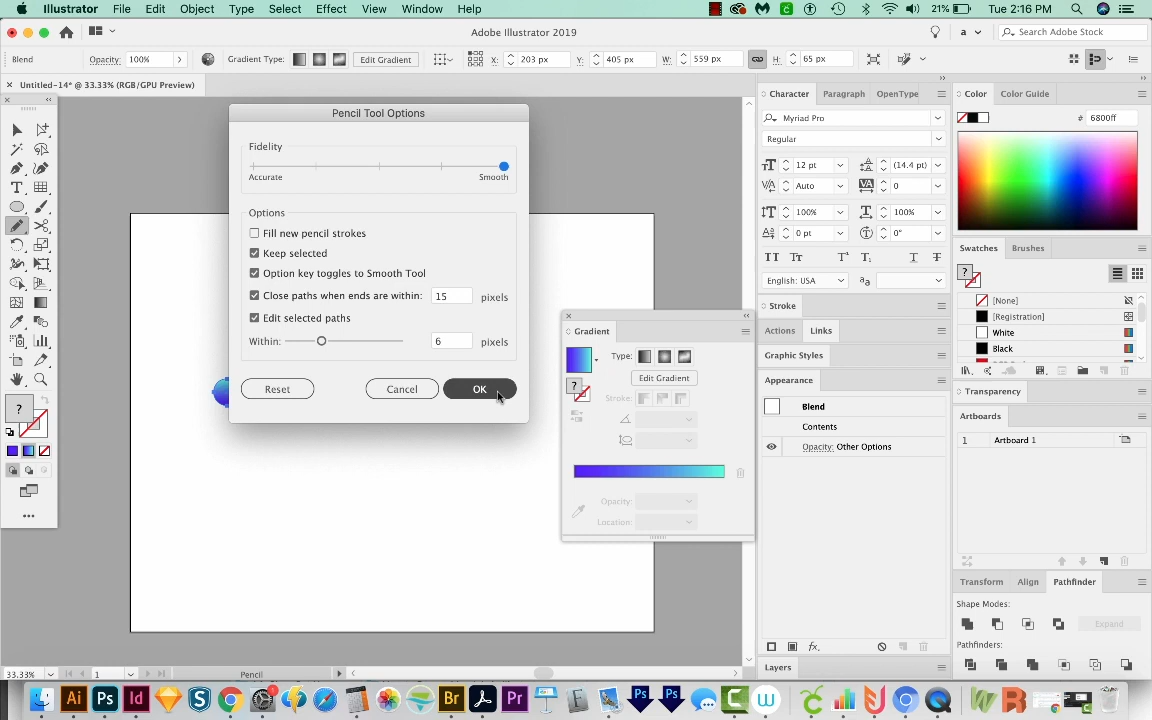 Illustrator File Edit Object Type Select Effect View Window Help 21% Tue 2:16 PM
Adobe Illustrator 2019 a Search Adobe Stock
Blend Opacity: 100% Gradient Type: Edit Gradient X: 203 px Y: 405 px W: 559 px H: 65 px
Untitled-14* @ 33.33% (RGB/GPU Preview)
Pencil Tool Options
Fidelity
Accurate Smooth
Options
Fill new pencil strokes
Keep selected
Option key toggles to Smooth Tool
Close paths when ends are within: 15 pixels
Edit selected paths
Within: 6 pixels
Reset Cancel OK
Gradient
Type:
Edit Gradient
Stroke:
Opacity:
Location:
Character Paragraph OpenType
Myriad Pro
Regular
12 pt (14.4 pt)
Auto 0
100% 100%
0 pt 0°
English: USA
Stroke
Actions Links
Graphic Styles
Appearance
Blend
Contents
Opacity: Other Options
Layers
Color Color Guide
# 6800ff
Swatches Brushes
[None]
[Registration]
White
Black
Transparency
Artboards
1 Artboard 1
Transform Align Pathfinder
Shape Modes:
Expand
Pathfinders:
33.33% 1 Pencil
Ai Ps Id S Br Pr Ps Ps W